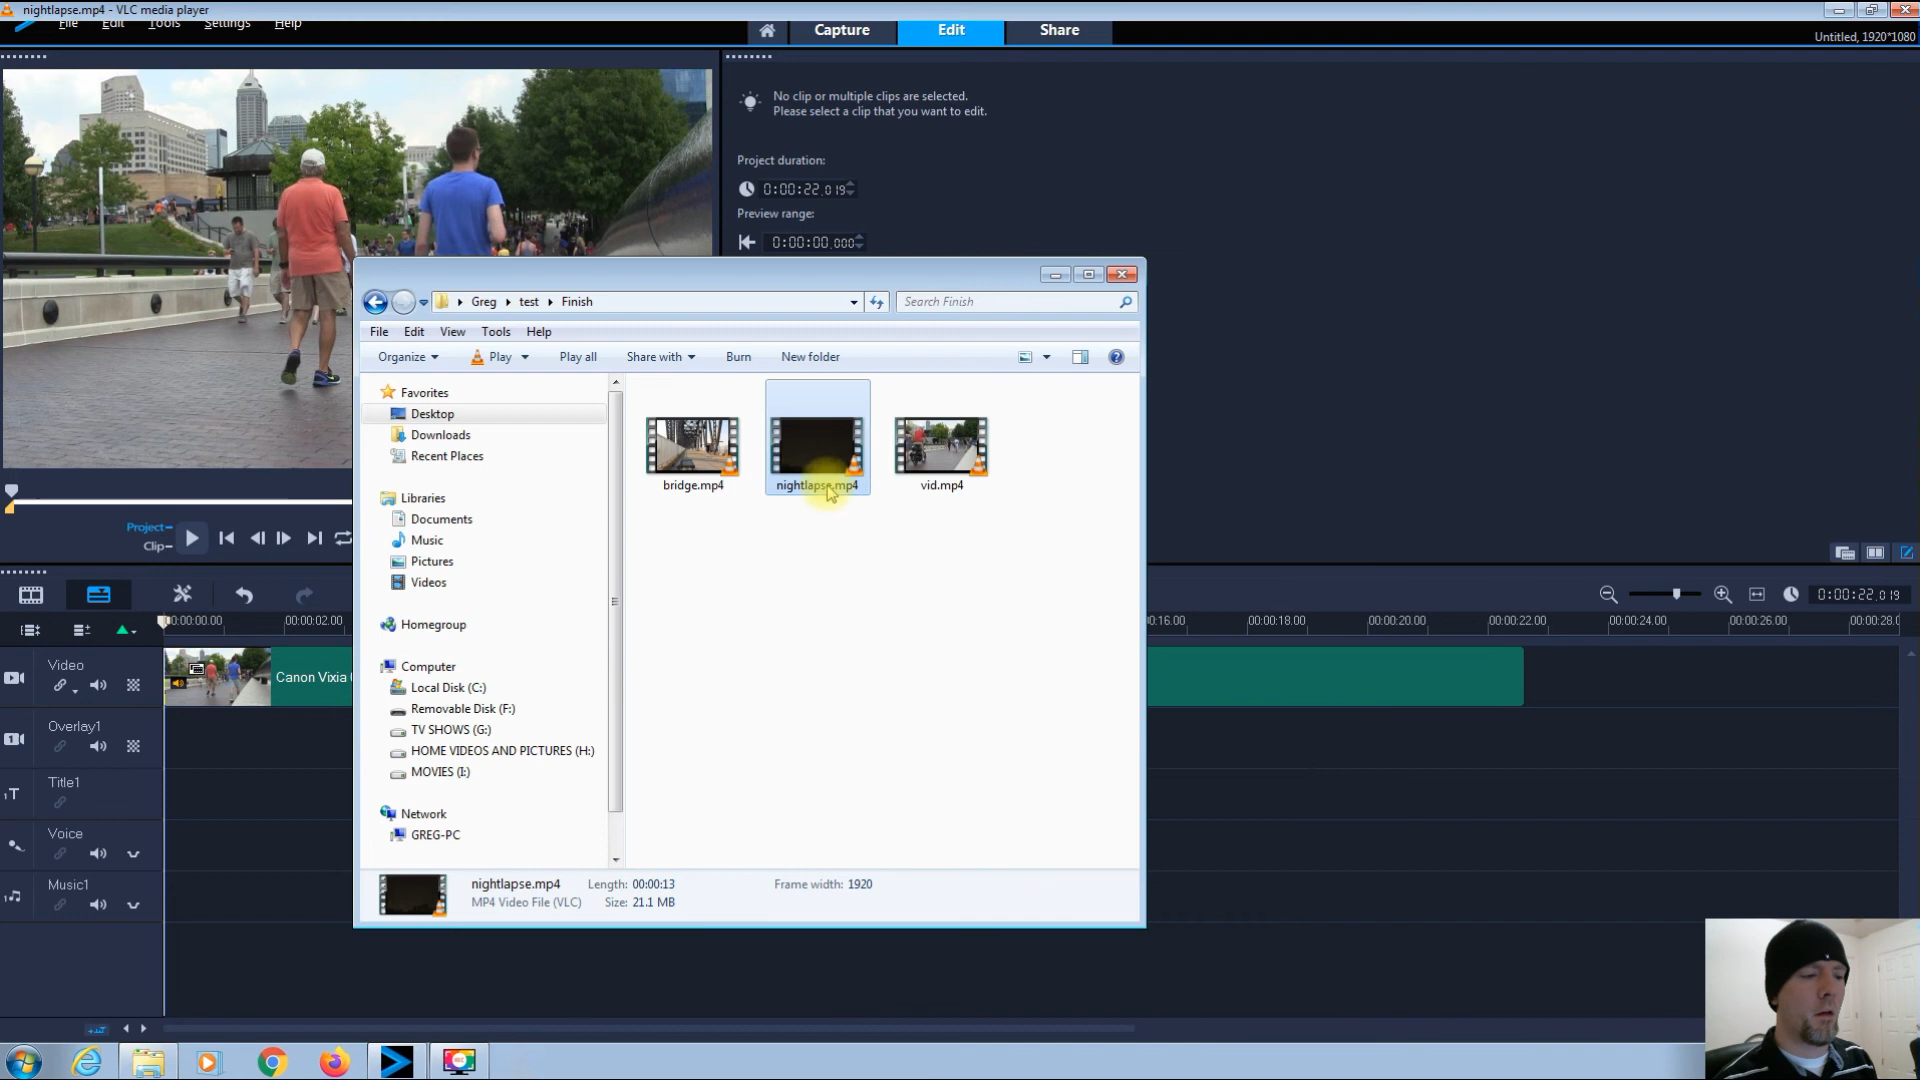 nightlapse.mp4 - VLC media player
File Edit Tools Settings Help
Capture Edit Share
Untitled, 1920*1080
No clip or multiple clips are selected.
Please select a clip that you want to edit.
Project duration:
0:00:22.019
Preview range:
0:00:00.000
Greg test Finish
Search Finish
File Edit View Tools Help
Organize Play Play all Share with Burn New folder
Favorites
Desktop
Downloads
Recent Places
Libraries
Documents
Music
Pictures
Videos
Homegroup
Computer
Local Disk (C:)
Removable Disk (F:)
TV SHOWS (G:)
HOME VIDEOS AND PICTURES (H:)
MOVIES (I:)
Network
GREG-PC
bridge.mp4
nightlapse.mp4
vid.mp4
nightlapse.mp4 Length: 00:00:13 Frame width: 1920
MP4 Video File (VLC) Size: 21.1 MB
Project
Clip
0:00:22.019
00:00:00.00 00:00:02.00 0:16.00 00:00:18.00 00:00:20.00 00:00:22.00 00:00:24.00 00:00:26.00 00:00:28.0
Video
Canon Vixia
Overlay1
1
Title1
1T
Voice
Music1
1